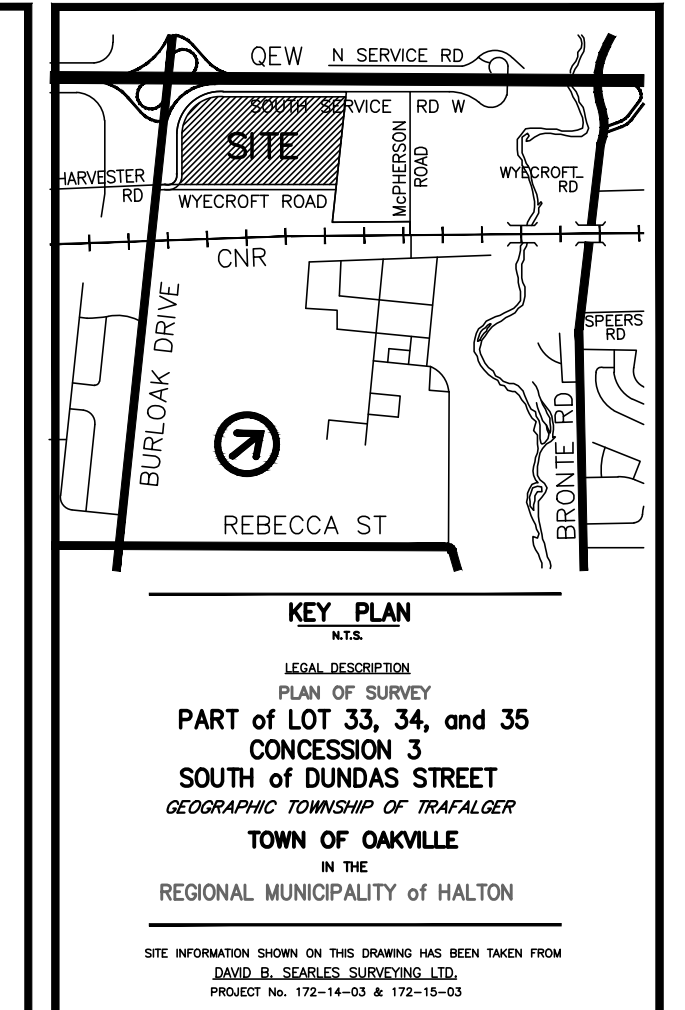 QEW N SERVICE RD
SOUTH SERVICE RD W
SITE
McPHERSON
ROAD
HARVESTER
RD
WYECROFT
RD
WYECROFT ROAD
CNR
BURLOAK DRIVE
SPEERS
RD
BRONTE RD
REBECCA ST
KEY PLAN
N.T.S.
LEGAL DESCRIPTION
PLAN OF SURVEY
PART of LOT 33, 34, and 35
CONCESSION 3
SOUTH of DUNDAS STREET
GEOGRAPHIC TOWNSHIP OF TRAFALGER
TOWN OF OAKVILLE
IN THE
REGIONAL MUNICIPALITY of HALTON
SITE INFORMATION SHOWN ON THIS DRAWING HAS BEEN TAKEN FROM
DAVID B. SEARLES SURVEYING LTD.
PROJECT No. 172-14-03 & 172-15-03